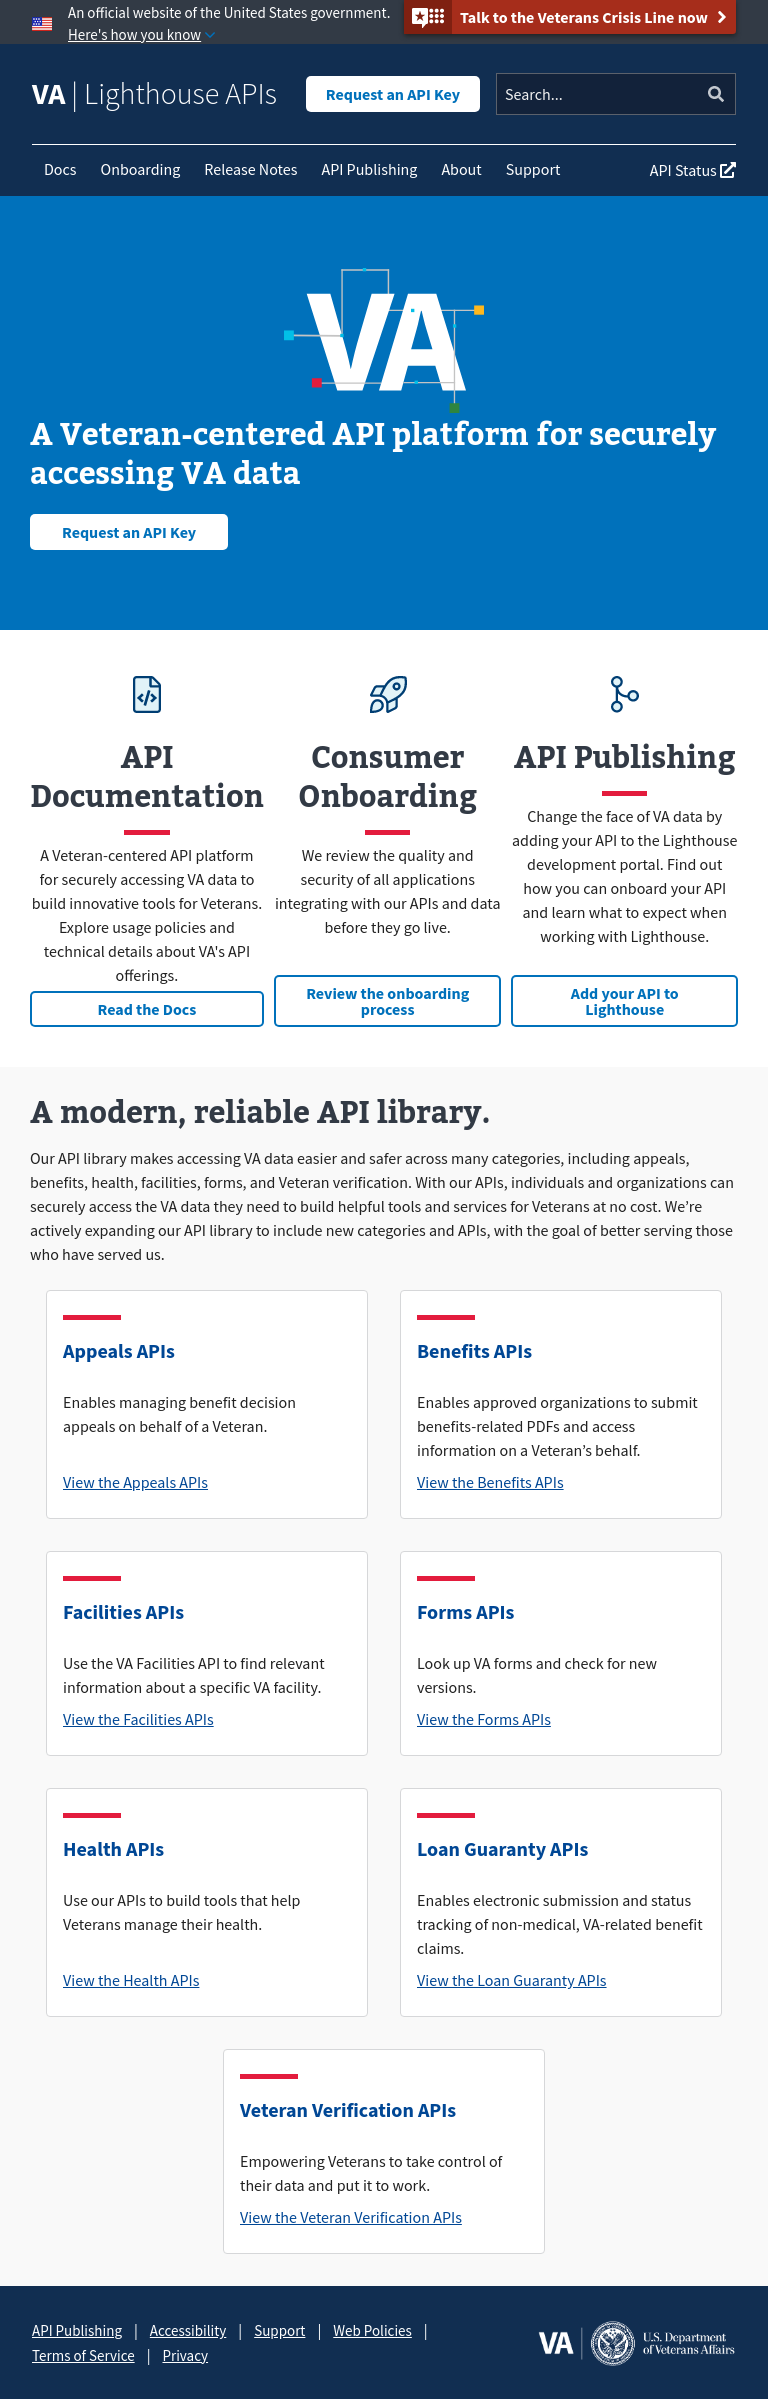 An official website of the United States government.
Here's how you know
Talk to the Veterans Crisis Line now
VA | Lighthouse APIs
Request an API Key
Search...
Docs
Onboarding
Release Notes
API Publishing
About
Support
API Status
VA
A Veteran-centered API platform for securely
accessing VA data
Request an API Key
API
Documentation
A Veteran-centered API platform
for securely accessing VA data to
build innovative tools for Veterans.
Explore usage policies and
technical details about VA's API
offerings.
Read the Docs
Consumer
Onboarding
We review the quality and
security of all applications
integrating with our APIs and data
before they go live.
Review the onboarding
process
API Publishing
Change the face of VA data by
adding your API to the Lighthouse
development portal. Find out
how you can onboard your API
and learn what to expect when
working with Lighthouse.
Add your API to
Lighthouse
A modern, reliable API library.
Our API library makes accessing VA data easier and safer across many categories, including appeals,
benefits, health, facilities, forms, and Veteran verification. With our APIs, individuals and organizations can
securely access the VA data they need to build helpful tools and services for Veterans at no cost. We’re
actively expanding our API library to include new categories and APIs, with the goal of better serving those
who have served us.
Appeals APIs
Enables managing benefit decision
appeals on behalf of a Veteran.
View the Appeals APIs
Benefits APIs
Enables approved organizations to submit
benefits-related PDFs and access
information on a Veteran’s behalf.
View the Benefits APIs
Facilities APIs
Use the VA Facilities API to find relevant
information about a specific VA facility.
View the Facilities APIs
Forms APIs
Look up VA forms and check for new
versions.
View the Forms APIs
Health APIs
Use our APIs to build tools that help
Veterans manage their health.
View the Health APIs
Loan Guaranty APIs
Enables electronic submission and status
tracking of non-medical, VA-related benefit
claims.
View the Loan Guaranty APIs
Veteran Verification APIs
Empowering Veterans to take control of
their data and put it to work.
View the Veteran Verification APIs
API Publishing | Accessibility | Support | Web Policies |
Terms of Service | Privacy
VA
U.S. Department
of Veterans Affairs